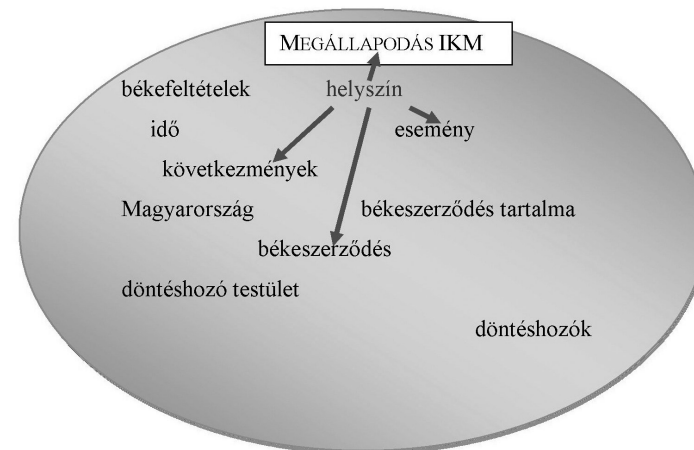 MEGÁLLAPODÁS IKM
békefeltételek
helyszín
idő
esemény
következmények
Magyarország
békeszerződés tartalma
békeszerződés
döntéshozó testület
döntéshozók